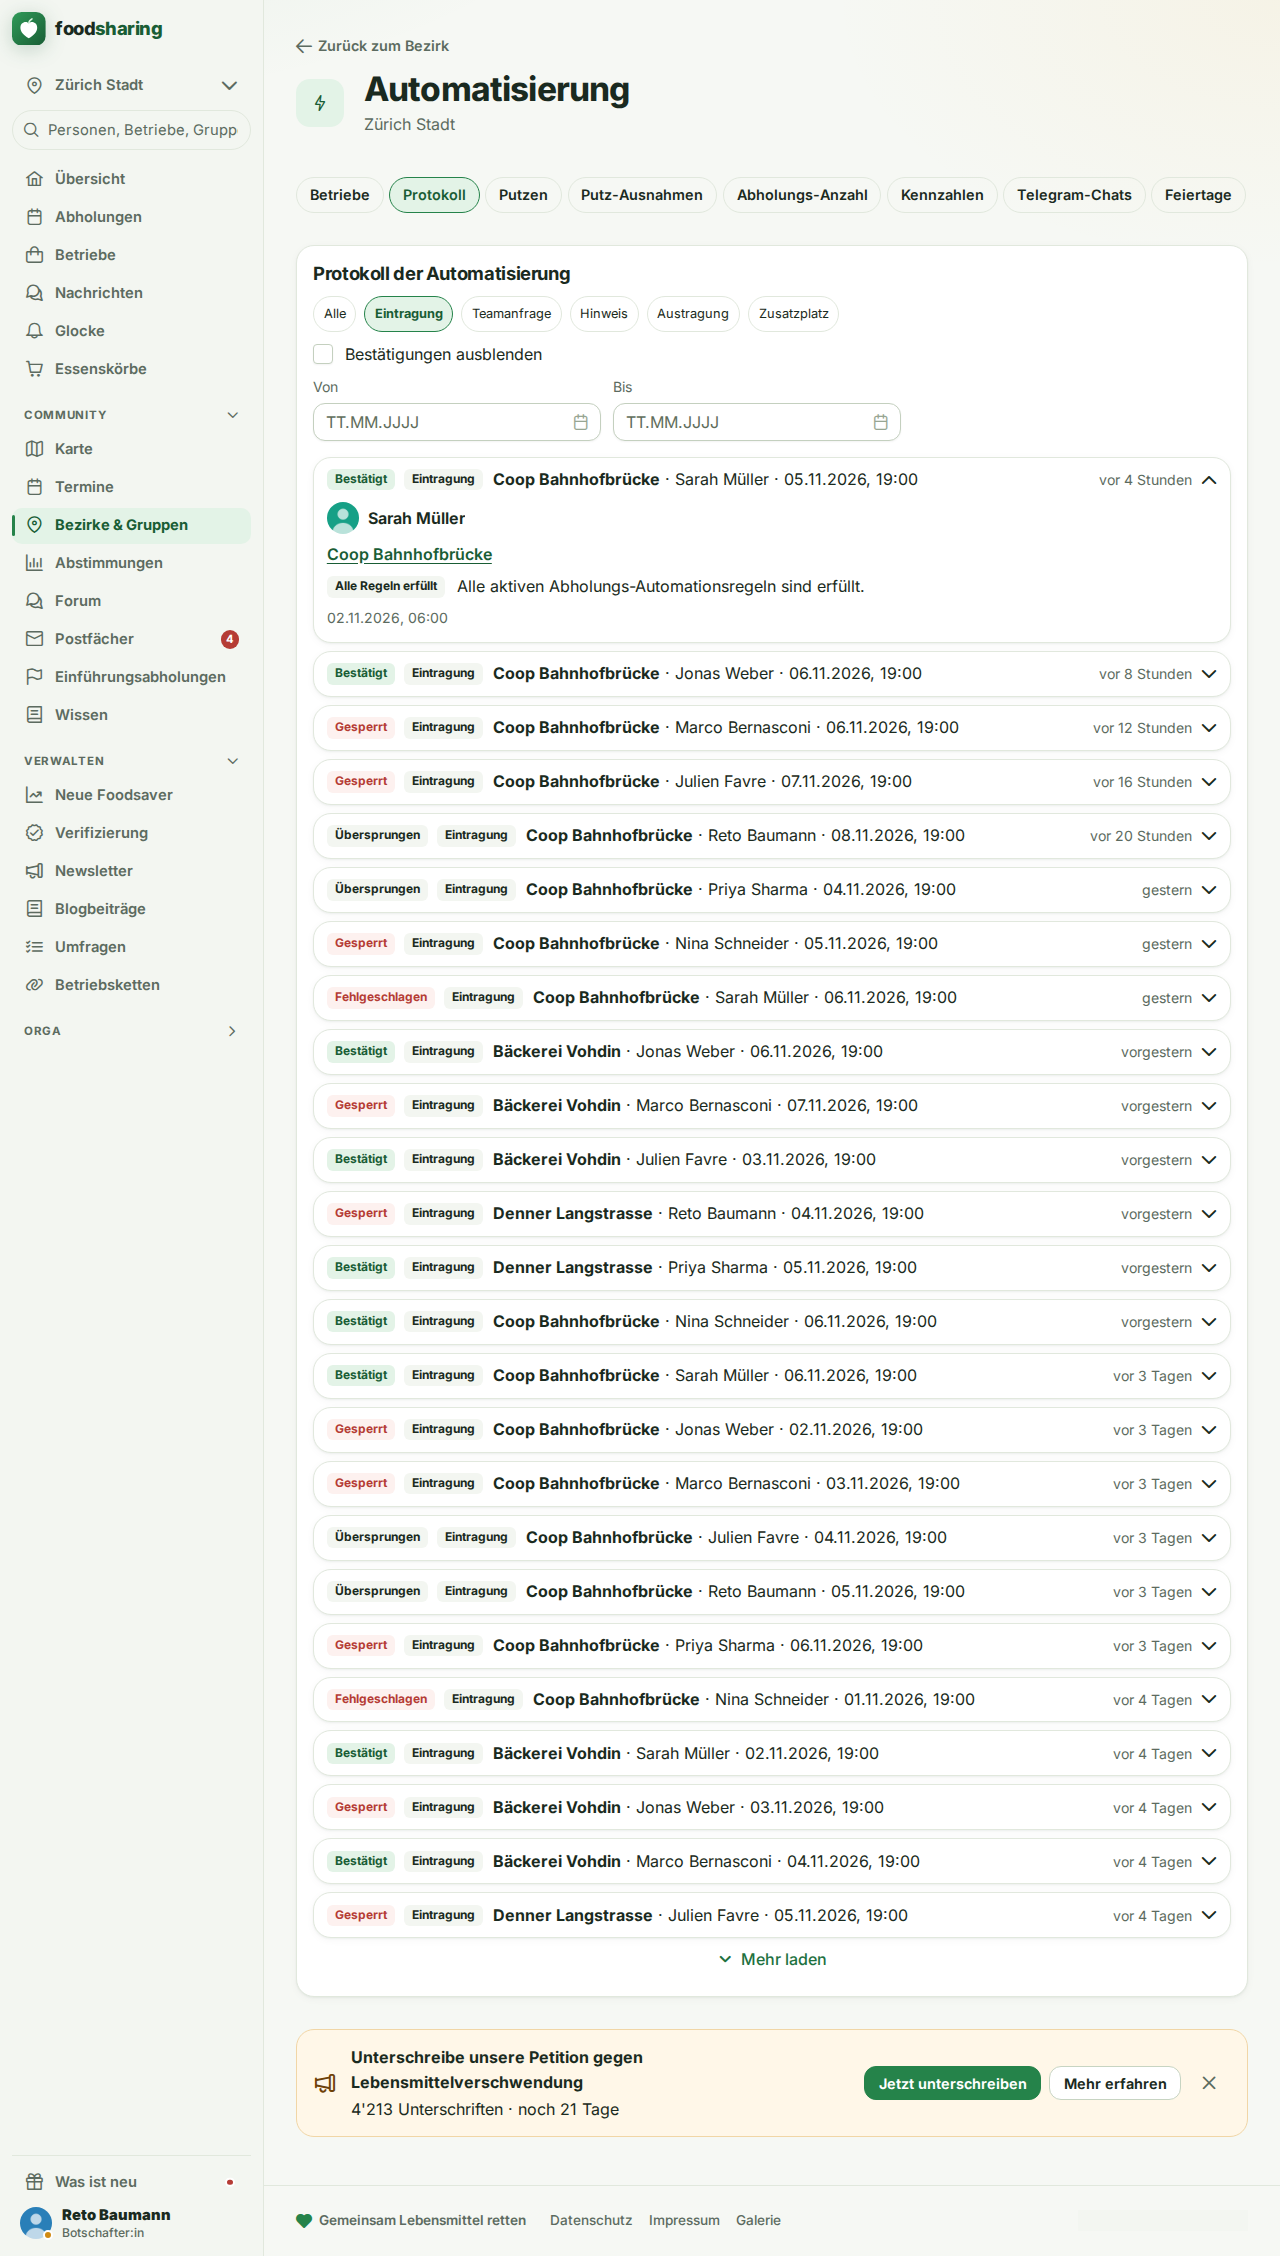 foodsharing
Zürich Stadt
Personen, Betriebe, Grupp
Übersicht
Abholungen
Betriebe
Nachrichten
Glocke
Essenskörbe
COMMUNITY
Karte
Termine
Bezirke & Gruppen
Abstimmungen
Forum
Postfächer 4
Einführungsabholungen
Wissen
VERWALTEN
Neue Foodsaver
Verifizierung
Newsletter
Blogbeiträge
Umfragen
Betriebsketten
ORGA
Was ist neu
Reto Baumann
Botschafter:in
Zurück zum Bezirk
Automatisierung
Zürich Stadt
Betriebe Protokoll Putzen Putz-Ausnahmen Abholungs-Anzahl Kennzahlen Telegram-Chats Feiertage
Protokoll der Automatisierung
Alle Eintragung Teamanfrage Hinweis Austragung Zusatzplatz
Bestätigungen ausblenden
Von Bis
TT.MM.JJJJ TT.MM.JJJJ
Bestätigt Eintragung Coop Bahnhofbrücke · Sarah Müller · 05.11.2026, 19:00 vor 4 Stunden
Sarah Müller
Coop Bahnhofbrücke
Alle Regeln erfüllt Alle aktiven Abholungs-Automationsregeln sind erfüllt.
02.11.2026, 06:00
Bestätigt Eintragung Coop Bahnhofbrücke · Jonas Weber · 06.11.2026, 19:00 vor 8 Stunden
Gesperrt Eintragung Coop Bahnhofbrücke · Marco Bernasconi · 06.11.2026, 19:00 vor 12 Stunden
Gesperrt Eintragung Coop Bahnhofbrücke · Julien Favre · 07.11.2026, 19:00 vor 16 Stunden
Übersprungen Eintragung Coop Bahnhofbrücke · Reto Baumann · 08.11.2026, 19:00 vor 20 Stunden
Übersprungen Eintragung Coop Bahnhofbrücke · Priya Sharma · 04.11.2026, 19:00 gestern
Gesperrt Eintragung Coop Bahnhofbrücke · Nina Schneider · 05.11.2026, 19:00 gestern
Fehlgeschlagen Eintragung Coop Bahnhofbrücke · Sarah Müller · 06.11.2026, 19:00 gestern
Bestätigt Eintragung Bäckerei Vohdin · Jonas Weber · 06.11.2026, 19:00 vorgestern
Gesperrt Eintragung Bäckerei Vohdin · Marco Bernasconi · 07.11.2026, 19:00 vorgestern
Bestätigt Eintragung Bäckerei Vohdin · Julien Favre · 03.11.2026, 19:00 vorgestern
Gesperrt Eintragung Denner Langstrasse · Reto Baumann · 04.11.2026, 19:00 vorgestern
Bestätigt Eintragung Denner Langstrasse · Priya Sharma · 05.11.2026, 19:00 vorgestern
Bestätigt Eintragung Coop Bahnhofbrücke · Nina Schneider · 06.11.2026, 19:00 vorgestern
Bestätigt Eintragung Coop Bahnhofbrücke · Sarah Müller · 06.11.2026, 19:00 vor 3 Tagen
Gesperrt Eintragung Coop Bahnhofbrücke · Jonas Weber · 02.11.2026, 19:00 vor 3 Tagen
Gesperrt Eintragung Coop Bahnhofbrücke · Marco Bernasconi · 03.11.2026, 19:00 vor 3 Tagen
Übersprungen Eintragung Coop Bahnhofbrücke · Julien Favre · 04.11.2026, 19:00 vor 3 Tagen
Übersprungen Eintragung Coop Bahnhofbrücke · Reto Baumann · 05.11.2026, 19:00 vor 3 Tagen
Gesperrt Eintragung Coop Bahnhofbrücke · Priya Sharma · 06.11.2026, 19:00 vor 3 Tagen
Fehlgeschlagen Eintragung Coop Bahnhofbrücke · Nina Schneider · 01.11.2026, 19:00 vor 4 Tagen
Bestätigt Eintragung Bäckerei Vohdin · Sarah Müller · 02.11.2026, 19:00 vor 4 Tagen
Gesperrt Eintragung Bäckerei Vohdin · Jonas Weber · 03.11.2026, 19:00 vor 4 Tagen
Bestätigt Eintragung Bäckerei Vohdin · Marco Bernasconi · 04.11.2026, 19:00 vor 4 Tagen
Gesperrt Eintragung Denner Langstrasse · Julien Favre · 05.11.2026, 19:00 vor 4 Tagen
Mehr laden
Unterschreibe unsere Petition gegen
Lebensmittelverschwendung
4'213 Unterschriften · noch 21 Tage
Jetzt unterschreiben Mehr erfahren
Gemeinsam Lebensmittel retten Datenschutz Impressum Galerie